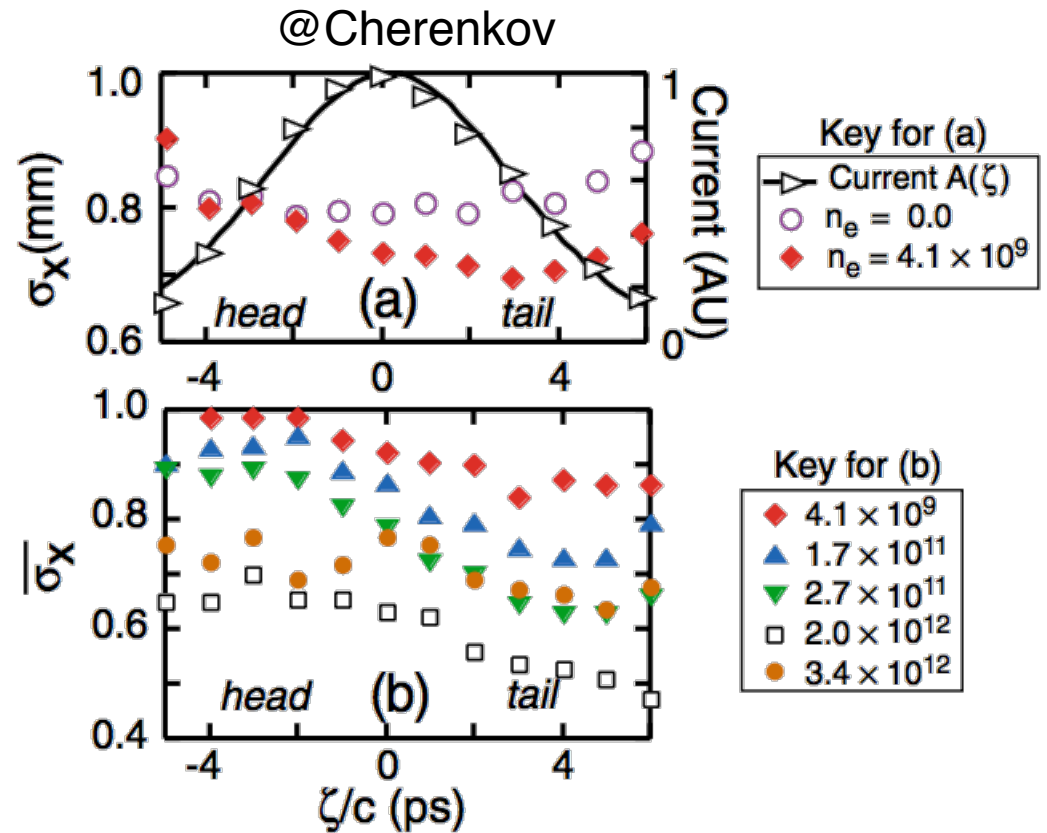 @Cherenkov
1.0
0.8
0.6
σx(mm)
1
0
Current (AU)
head
(a)
tail
-4
0
4
Key for (a)
Current A(ζ)
ne = 0.0
ne = 4.1 × 10⁹
1.0
0.8
0.6
0.4
σ̅x̅
head
(b)
tail
-4
0
4
ζ/c (ps)
Key for (b)
4.1 × 10⁹
1.7 × 10¹¹
2.7 × 10¹¹
2.0 × 10¹²
3.4 × 10¹²